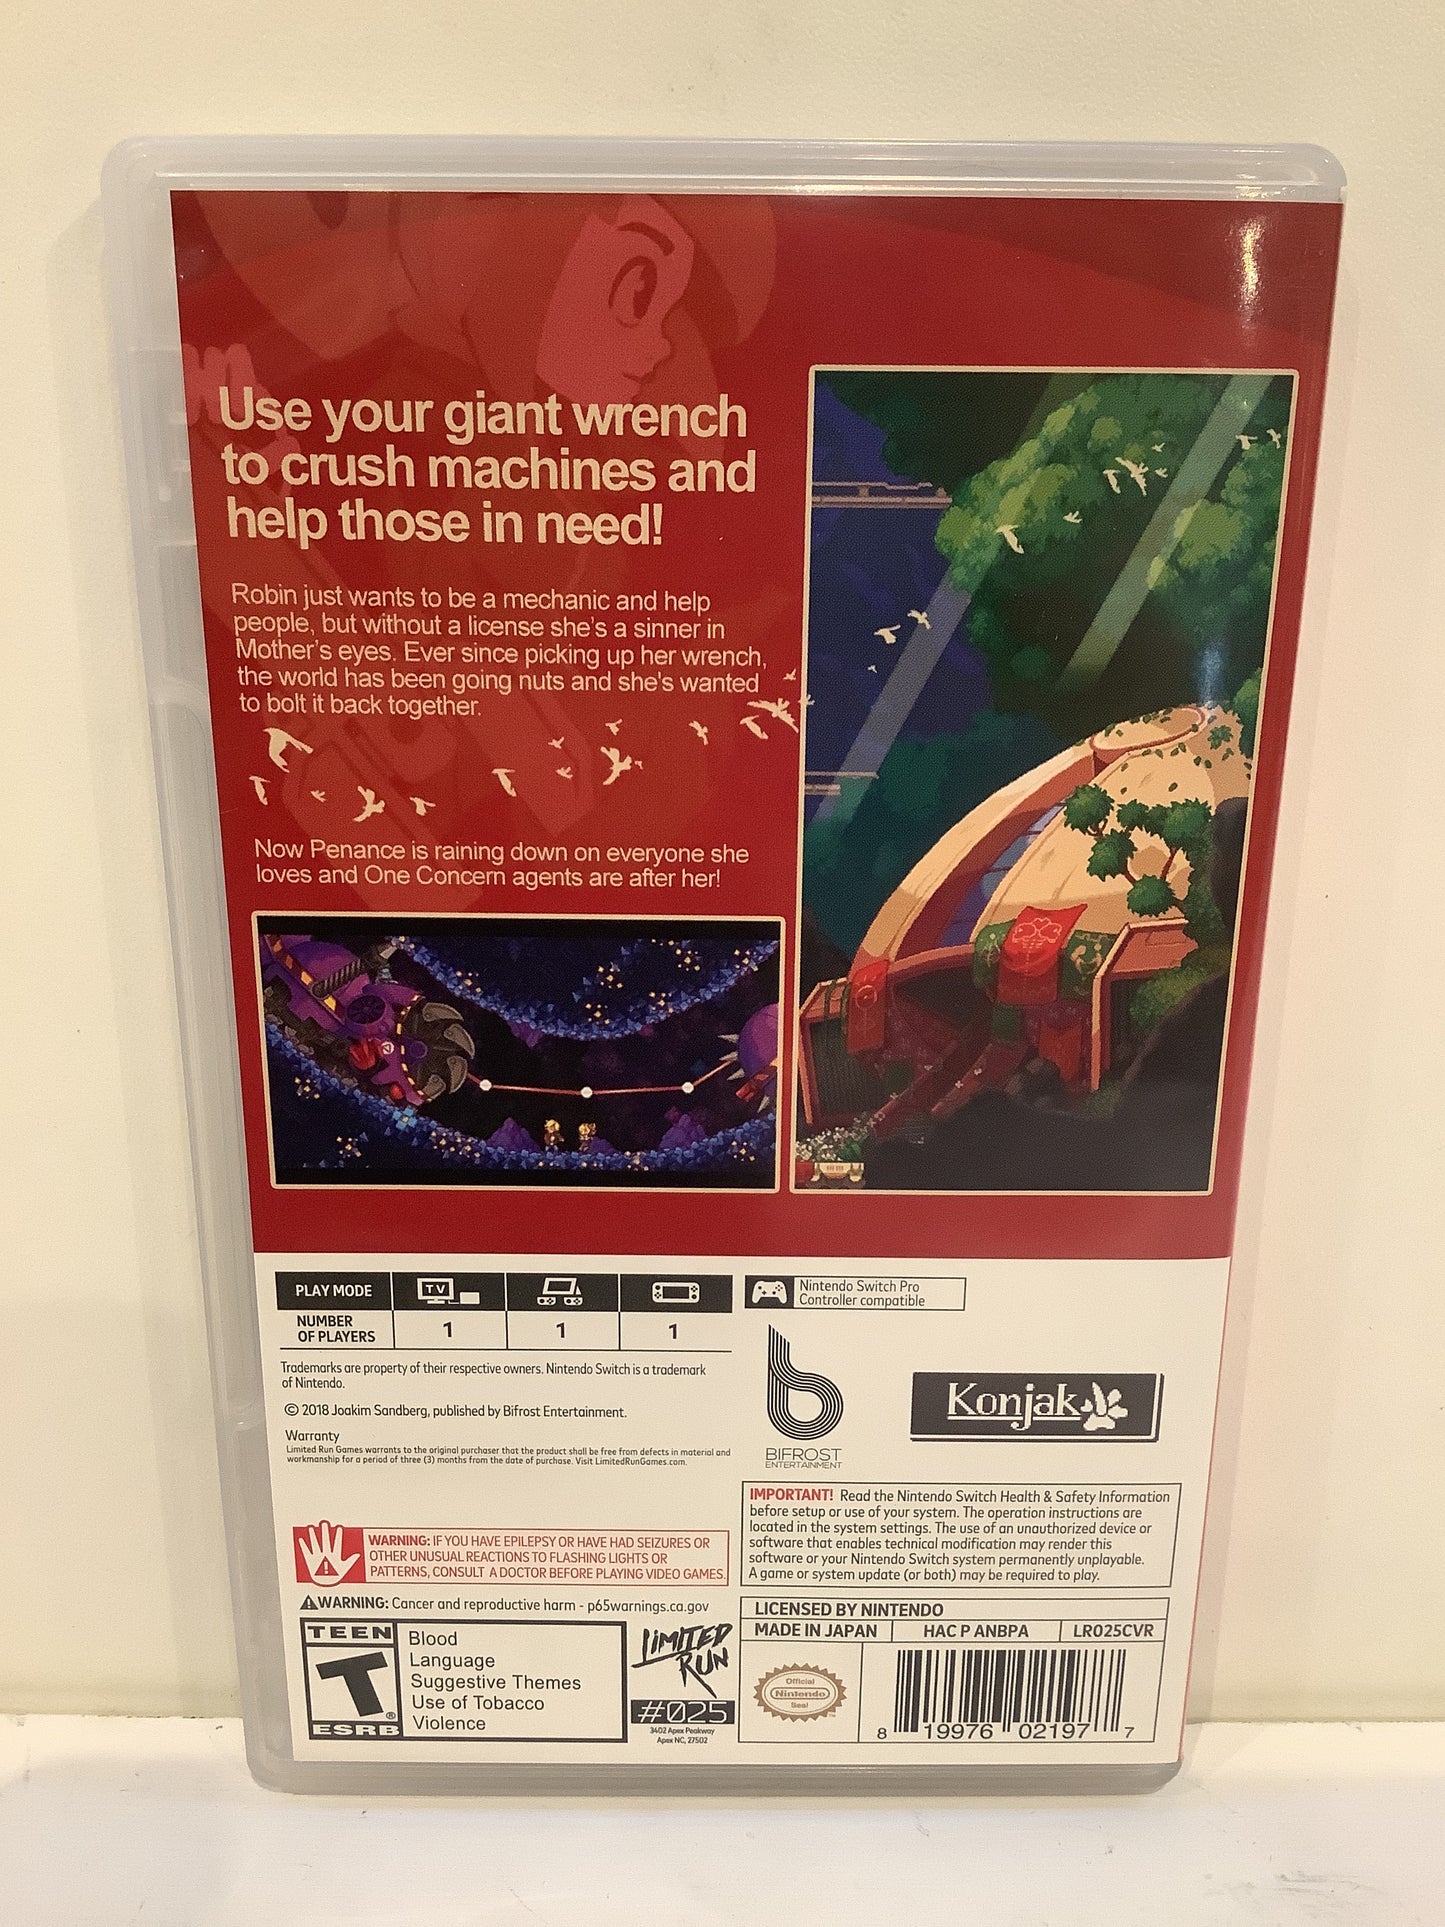 Use your giant wrench
to crush machines and
help those in need!
Robin just wants to be a mechanic and help
people, but without a license she's a sinner in
Mother's eyes. Ever since picking up her wrench,
the world has been going nuts and she's wanted
to bolt it back together.
Now Penance is raining down on everyone she
loves and One Concern agents are after her!
PLAY MODE
TV
NUMBER
OF PLAYERS
1
1
1
Nintendo Switch Pro
Controller compatible
Trademarks are property of their respective owners. Nintendo Switch is a trademark
of Nintendo.
© 2018 Joakim Sandberg, published by Bifrost Entertainment.
Warranty
Limited Run Games warrants to the original purchaser that the product shall be free from defects in material and
workmanship for a period of three (3) months from the date of purchase. Visit LimitedRunGames.com.
BIFROST
ENTERTAINMENT
Konjak
WARNING: IF YOU HAVE EPILEPSY OR HAVE HAD SEIZURES OR
OTHER UNUSUAL REACTIONS TO FLASHING LIGHTS OR
PATTERNS, CONSULT A DOCTOR BEFORE PLAYING VIDEO GAMES.
IMPORTANT! Read the Nintendo Switch Health & Safety Information
before setup or use of your system. The operation instructions are
located in the system settings. The use of an unauthorized device or
software that enables technical modification may render this
software or your Nintendo Switch system permanently unplayable.
A game or system update (or both) may be required to play.
WARNING: Cancer and reproductive harm - p65warnings.ca.gov
TEEN
T
®
ESRB
Blood
Language
Suggestive Themes
Use of Tobacco
Violence
LIMITED
RUN
#025
3402 Apex Peakway
Apex NC, 27502
LICENSED BY NINTENDO
MADE IN JAPAN
HAC P ANBPA
LR025CVR
Official
Nintendo
Seal
8 19976 02197 7